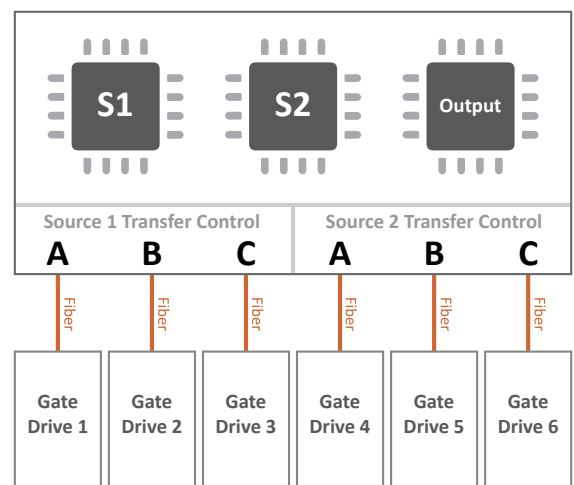 S1
S2
Output
Source 1 Transfer Control
Source 2 Transfer Control
A
B
C
A
B
C
Fiber
Fiber
Fiber
Fiber
Fiber
Fiber
Gate
Drive 1
Gate
Drive 2
Gate
Drive 3
Gate
Drive 4
Gate
Drive 5
Gate
Drive 6